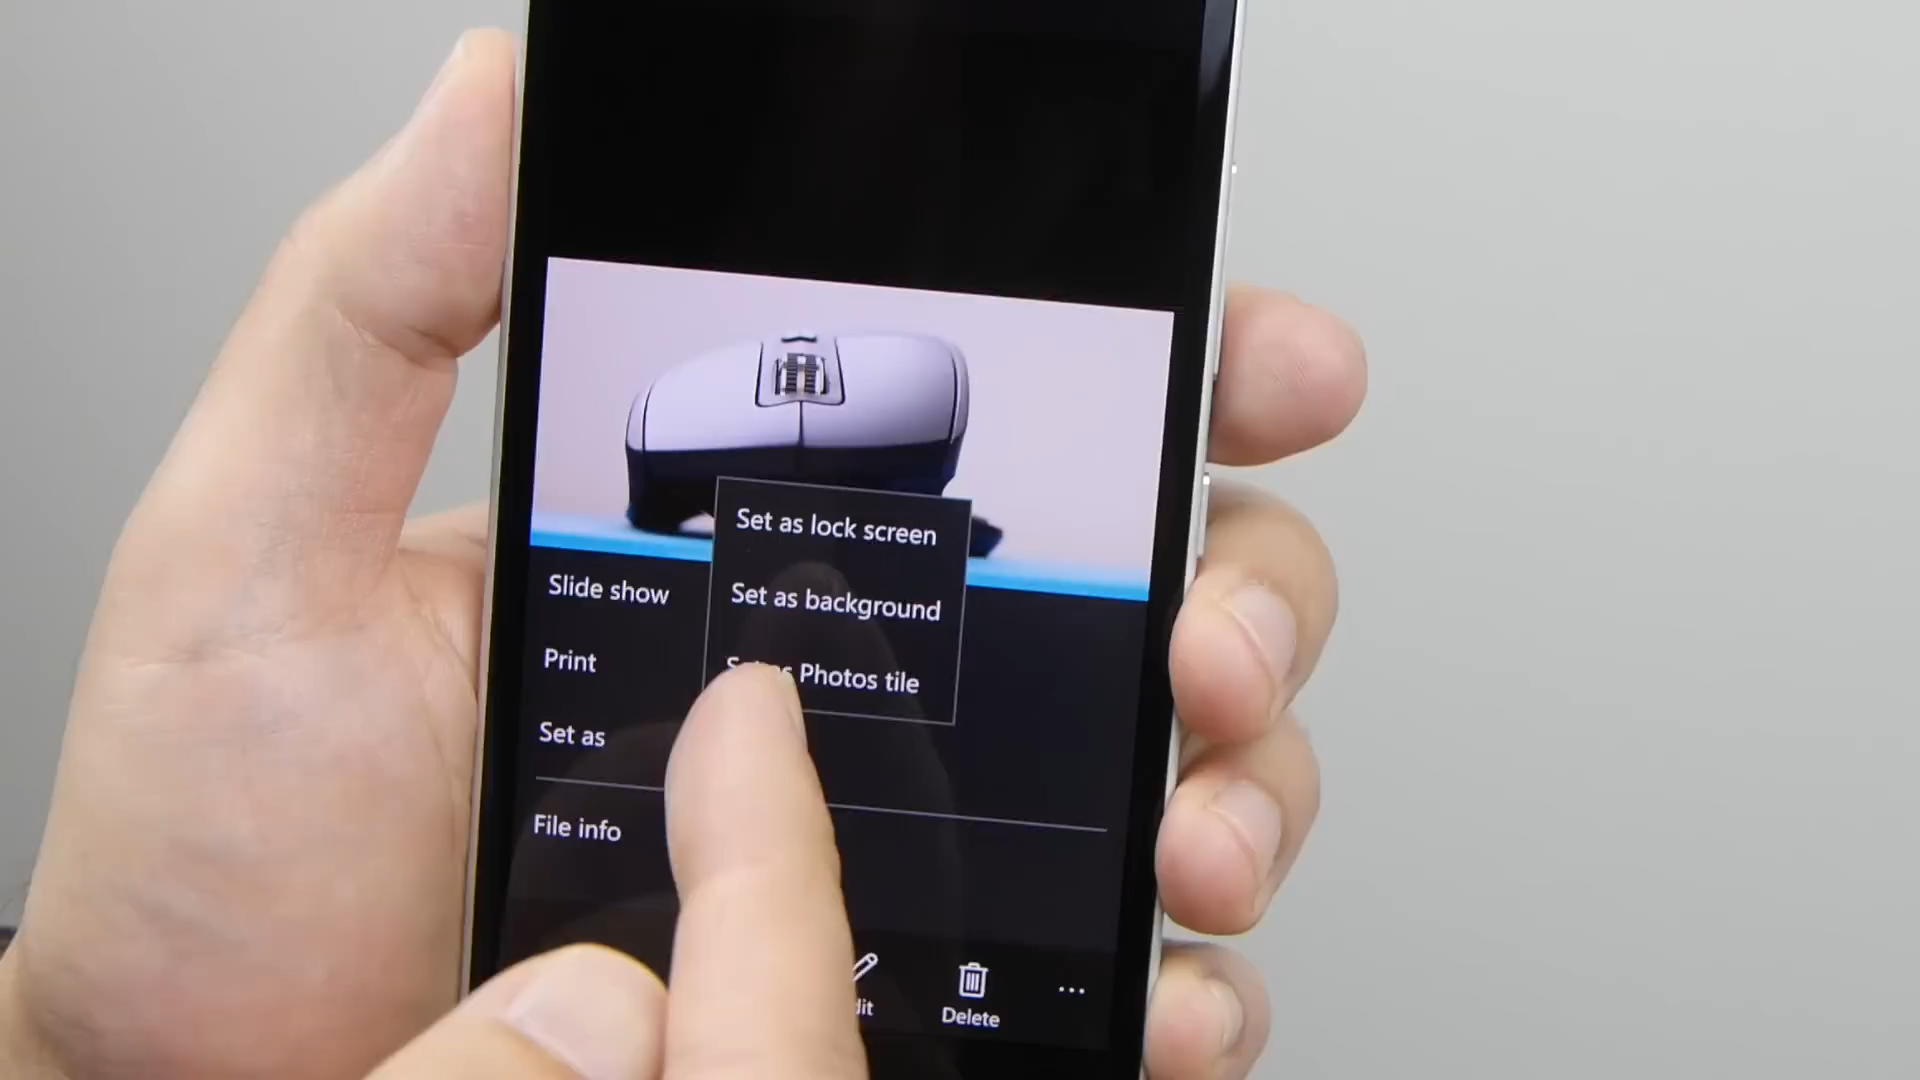 Set as lock screen
Set as background
Photos tile
Slide show
Print
Set as
File info
Delete